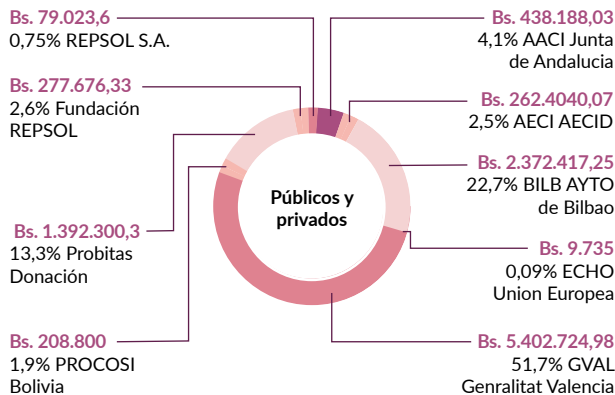 Bs. 79.023,6
0,75% REPSOL S.A.
Bs. 277.676,33
2,6% Fundación
REPSOL
Bs. 1.392.300,3
13,3% Probitas
Donación
Bs. 208.800
1,9% PROCOSI
Bolivia
Públicos y
privados
Bs. 438.188,03
4,1% AACI Junta
de Andalucia
Bs. 262.4040,07
2,5% AECI AECID
Bs. 2.372.417,25
22,7% BILB AYTO
de Bilbao
Bs. 9.735
0,09% ECHO
Union Europea
Bs. 5.402.724,98
51,7% GVAL
Genralitat Valencia